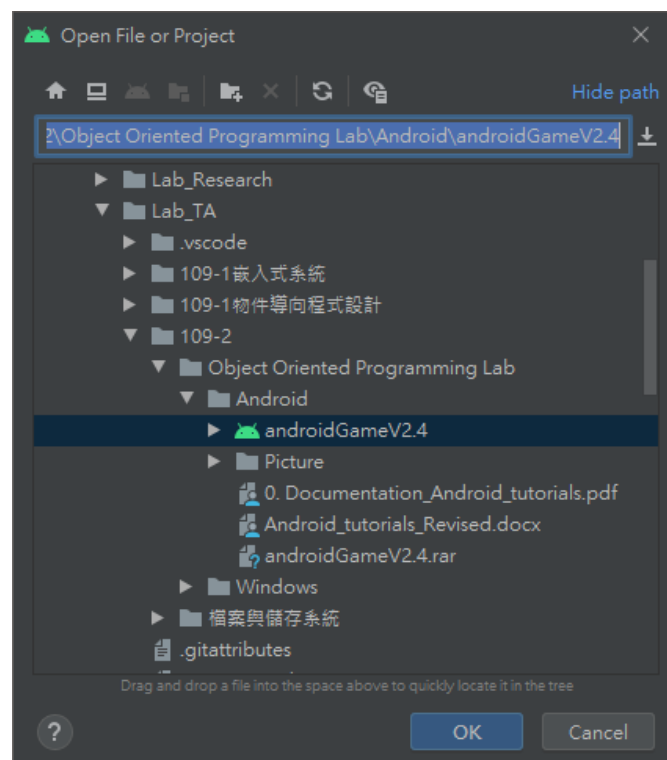 Open File or Project
Hide path
2\Object Oriented Programming Lab\Android\androidGameV2.4
Lab_Research
Lab_TA
.vscode
109-1嵌入式系統
109-1物件導向程式設計
109-2
Object Oriented Programming Lab
Android
androidGameV2.4
Picture
0. Documentation_Android_tutorials.pdf
Android_tutorials_Revised.docx
androidGameV2.4.rar
Windows
檔案與儲存系統
.gitattributes
Drag and drop a file into the space above to quickly locate it in the tree
?
OK
Cancel